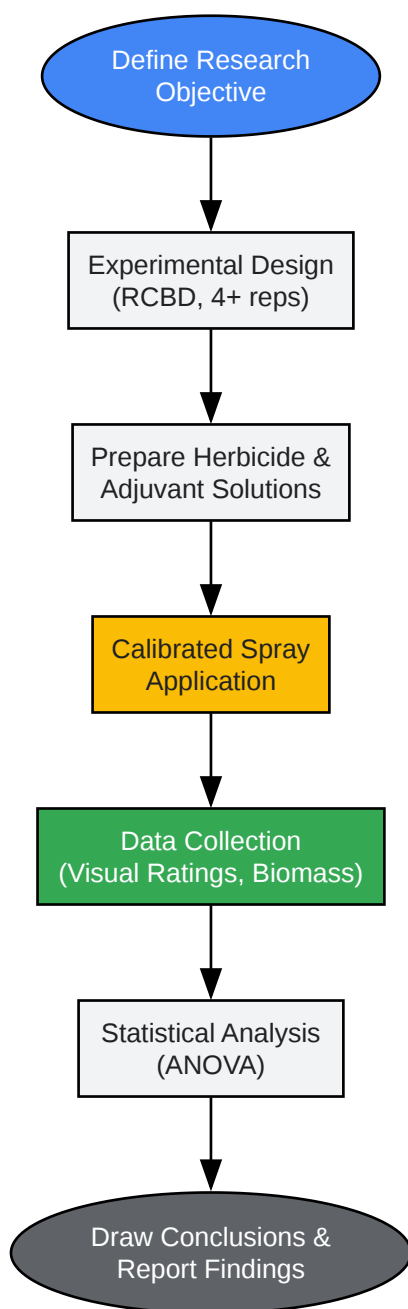 Define Research
Objective
Experimental Design
(RCBD, 4+ reps)
Prepare Herbicide &
Adjuvant Solutions
Calibrated Spray
Application
Data Collection
(Visual Ratings, Biomass)
Statistical Analysis
(ANOVA)
Draw Conclusions &
Report Findings